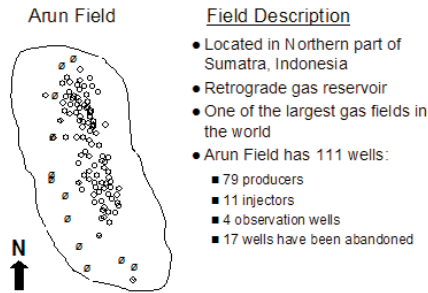 Arun Field
Field Description
● Located in Northern part of
Sumatra, Indonesia
● Retrograde gas reservoir
● One of the largest gas fields in
the world
● Arun Field has 111 wells:
■ 79 producers
■ 11 injectors
■ 4 observation wells
■ 17 wells have been abandoned
N